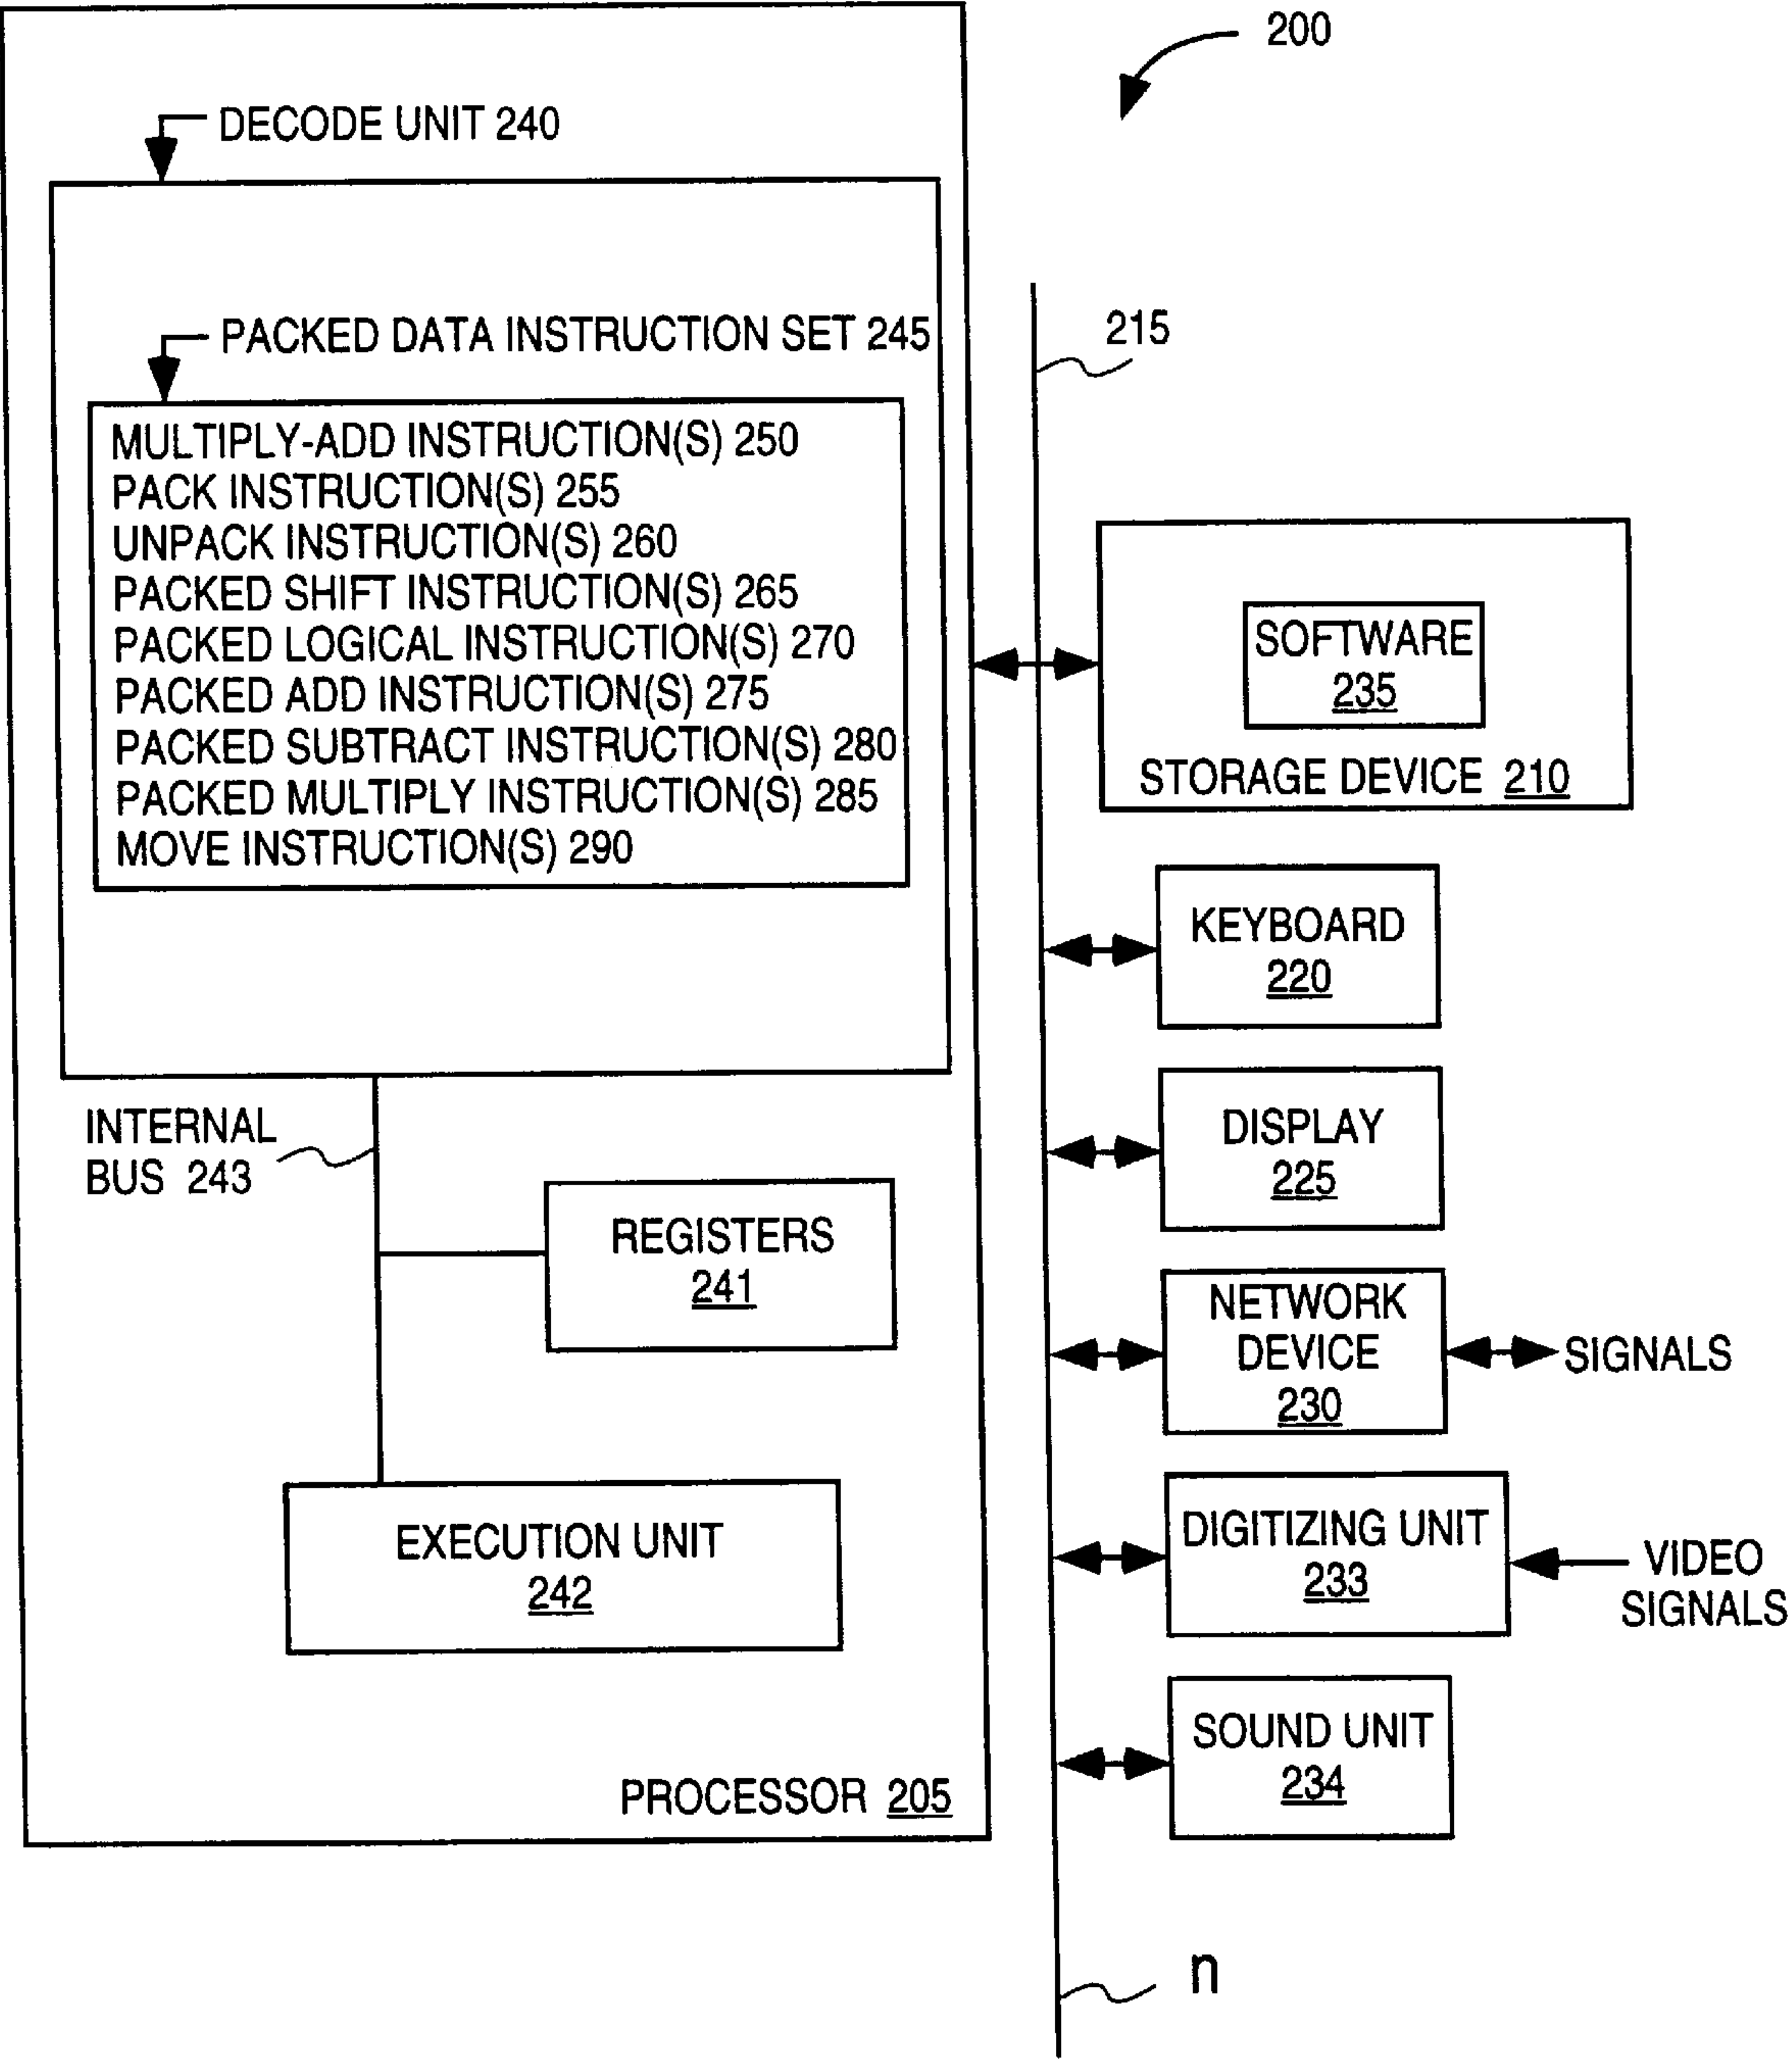 200
DECODE UNIT 240
PACKED DATA INSTRUCTION SET 245
MULTIPLY-ADD INSTRUCTION(S) 250
PACK INSTRUCTION(S) 255
UNPACK INSTRUCTION(S) 260
PACKED SHIFT INSTRUCTION(S) 265
PACKED LOGICAL INSTRUCTION(S) 270
PACKED ADD INSTRUCTION(S) 275
PACKED SUBTRACT INSTRUCTION(S) 280
PACKED MULTIPLY INSTRUCTION(S) 285
MOVE INSTRUCTION(S) 290
INTERNAL
BUS 243
REGISTERS
241
EXECUTION UNIT
242
PROCESSOR 205
215
SOFTWARE
235
STORAGE DEVICE 210
KEYBOARD
220
DISPLAY
225
NETWORK
DEVICE
230
SIGNALS
DIGITIZING UNIT
233
VIDEO
SIGNALS
SOUND UNIT
234
n